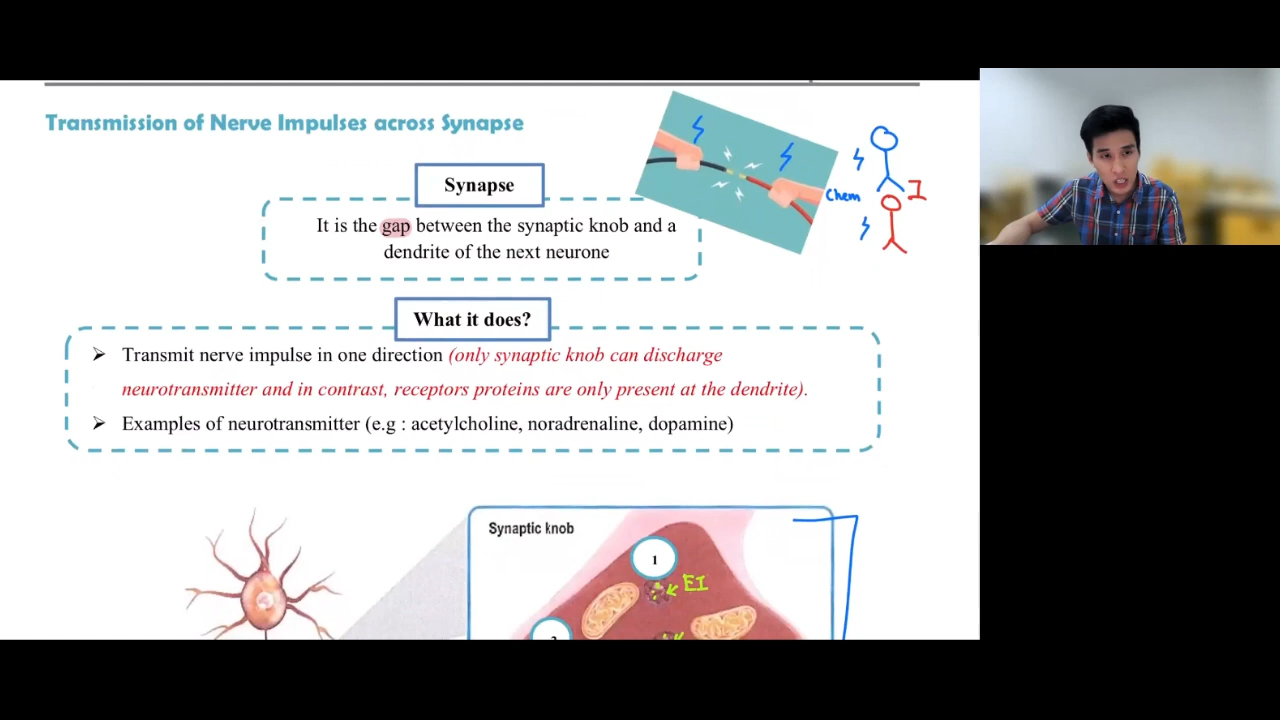 Transmission of Nerve Impulses across Synapse
Synapse
It is the gap between the synaptic knob and a
dendrite of the next neurone
Chem
I
What it does?
➤ Transmit nerve impulse in one direction (only synaptic knob can discharge
neurotransmitter and in contrast, receptors proteins are only present at the dendrite).
➤ Examples of neurotransmitter (e.g : acetylcholine, noradrenaline, dopamine)
Synaptic knob
1
EI